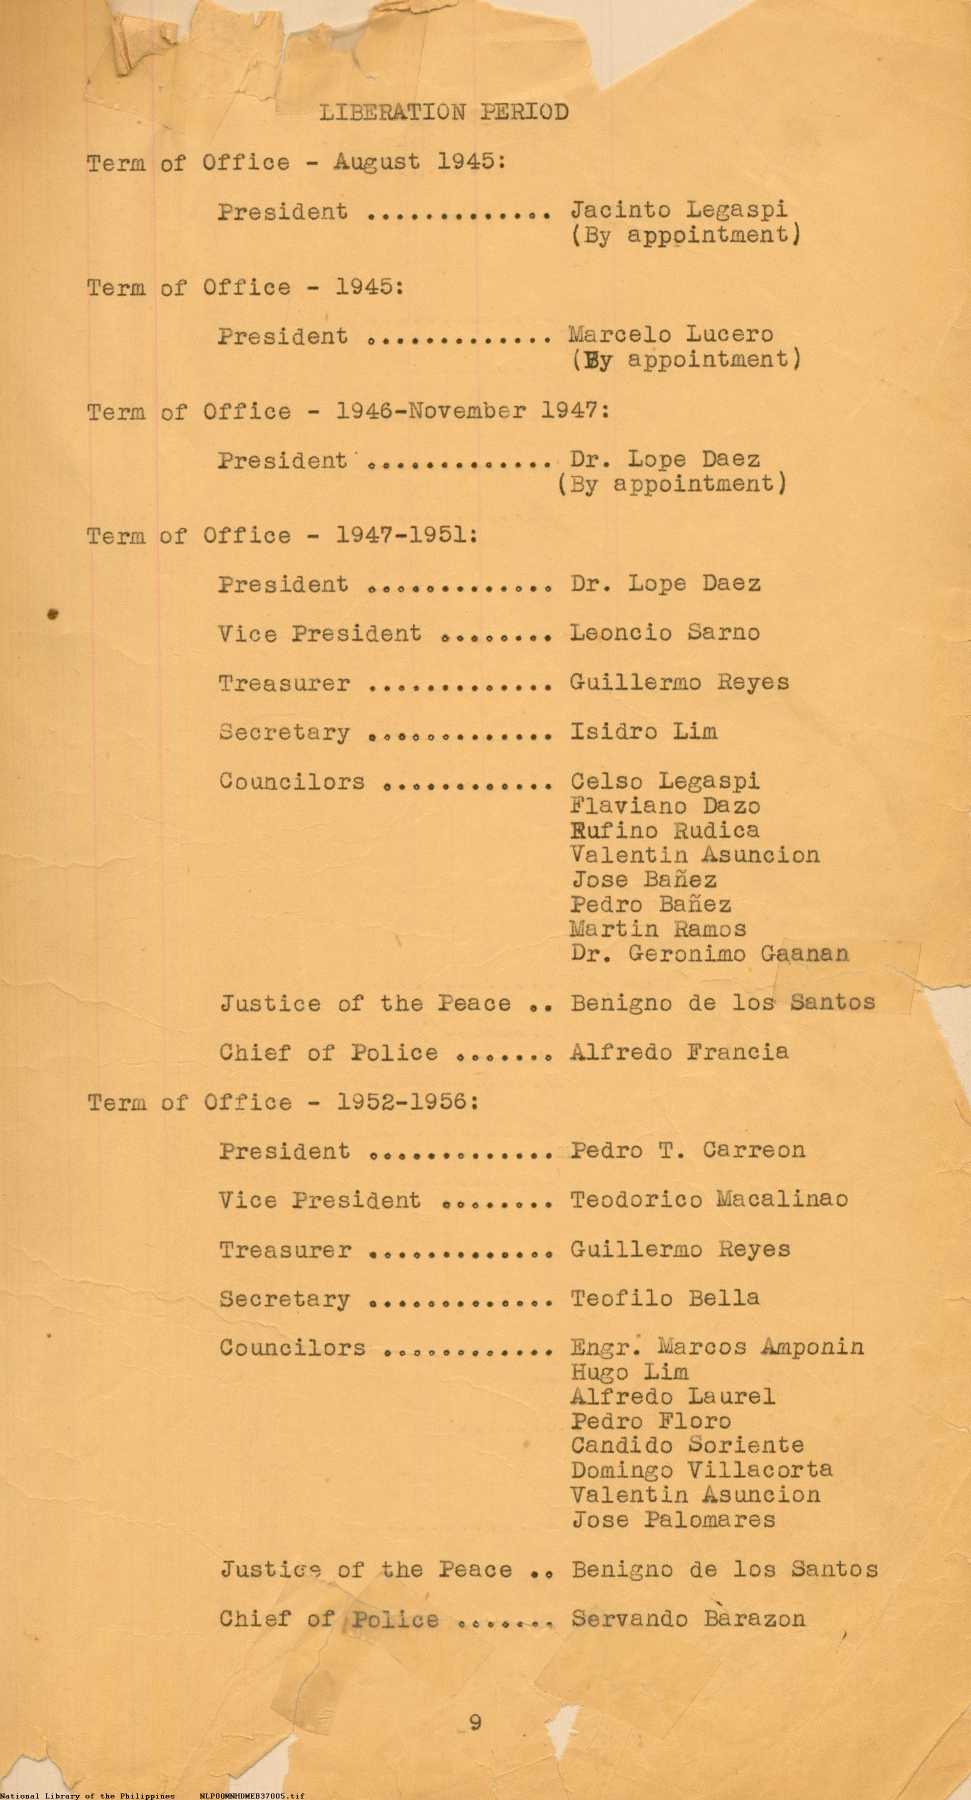 LIBERATION PERIOD
Term of Office - August 1945:
President ............. Jacinto Legaspi
(By appointment)
Term of Office - 1945:
President ............. Marcelo Lucero
(By appointment)
Term of Office - 1946-November 1947:
President ............. Dr. Lope Daez
(By appointment)
Term of Office - 1947-1951:
President ............. Dr. Lope Daez
Vice President ........ Leoncio Sarno
Treasurer ............. Guillermo Reyes
Secretary ............. Isidro Lim
Councilors ............ Celso Legaspi
Flaviano Dazo
Rufino Rudica
Valentin Asuncion
Jose Bañez
Pedro Bañez
Martin Ramos
Dr. Geronimo Gaanan
Justice of the Peace .. Benigno de los Santos
Chief of Police ....... Alfredo Francia
Term of Office - 1952-1956:
President ............. Pedro T. Carreon
Vice President ........ Teodorico Macalinao
Treasurer ............. Guillermo Reyes
Secretary ............. Teofilo Bella
Councilors ............ Engr. Marcos Amponin
Hugo Lim
Alfredo Laurel
Pedro Floro
Candido Soriente
Domingo Villacorta
Valentin Asuncion
Jose Palomares
Justice of the Peace .. Benigno de los Santos
Chief of Police ....... Servando Barazon
9
National Library of the Philippines NLPOOMNHDMEB37005.tif